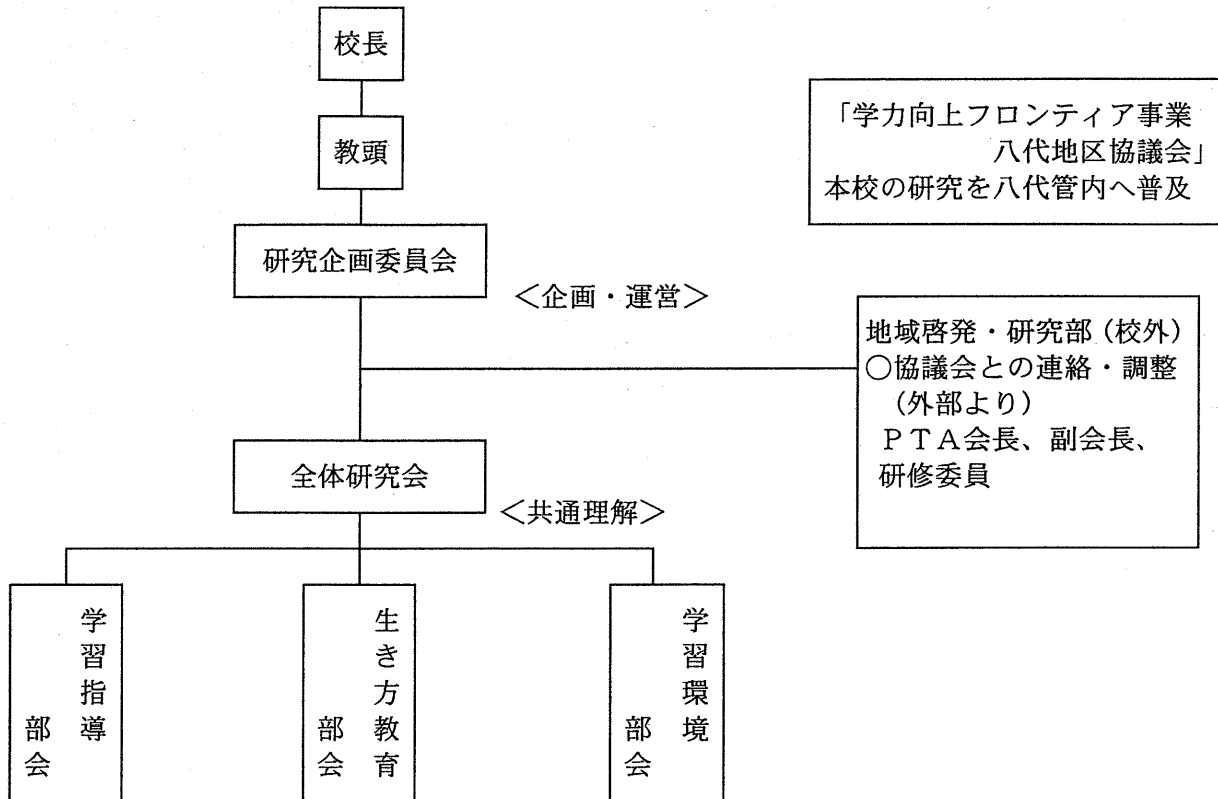 校長
教頭
研究企画委員会
＜企画・運営＞
「学力向上フロンティア事業
八代地区協議会」
本校の研究を八代管内へ普及
地域啓発・研究部（校外）
○協議会との連絡・調整
（外部より）
ＰＴＡ会長、副会長、
研修委員
全体研究会
＜共通理解＞
学習指導
部会
生き方教育
部会
学習環境
部会